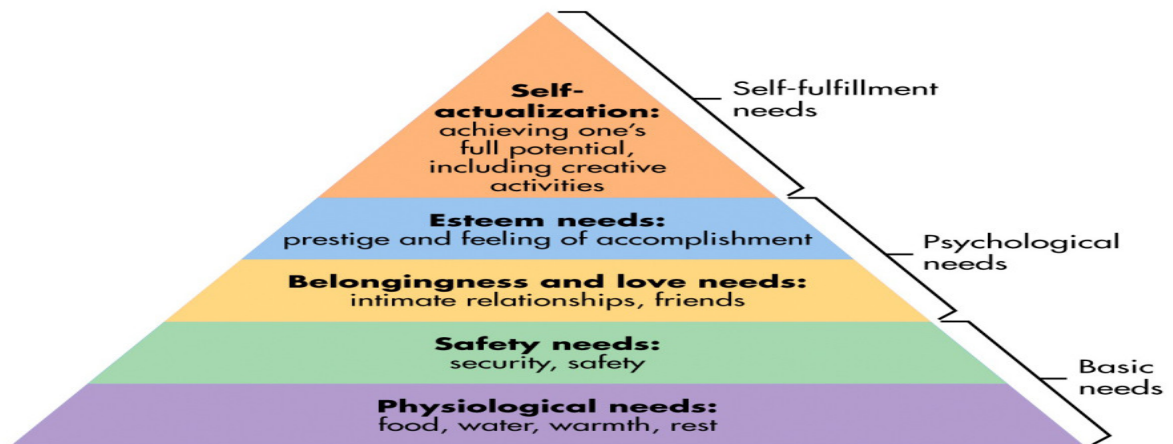 Self-
actualization:
achieving one's
full potential,
including creative
activities
Self-fulfillment
needs
Esteem needs:
prestige and feeling of accomplishment
Belongingness and love needs:
intimate relationships, friends
Psychological
needs
Safety needs:
security, safety
Physiological needs:
food, water, warmth, rest
Basic
needs